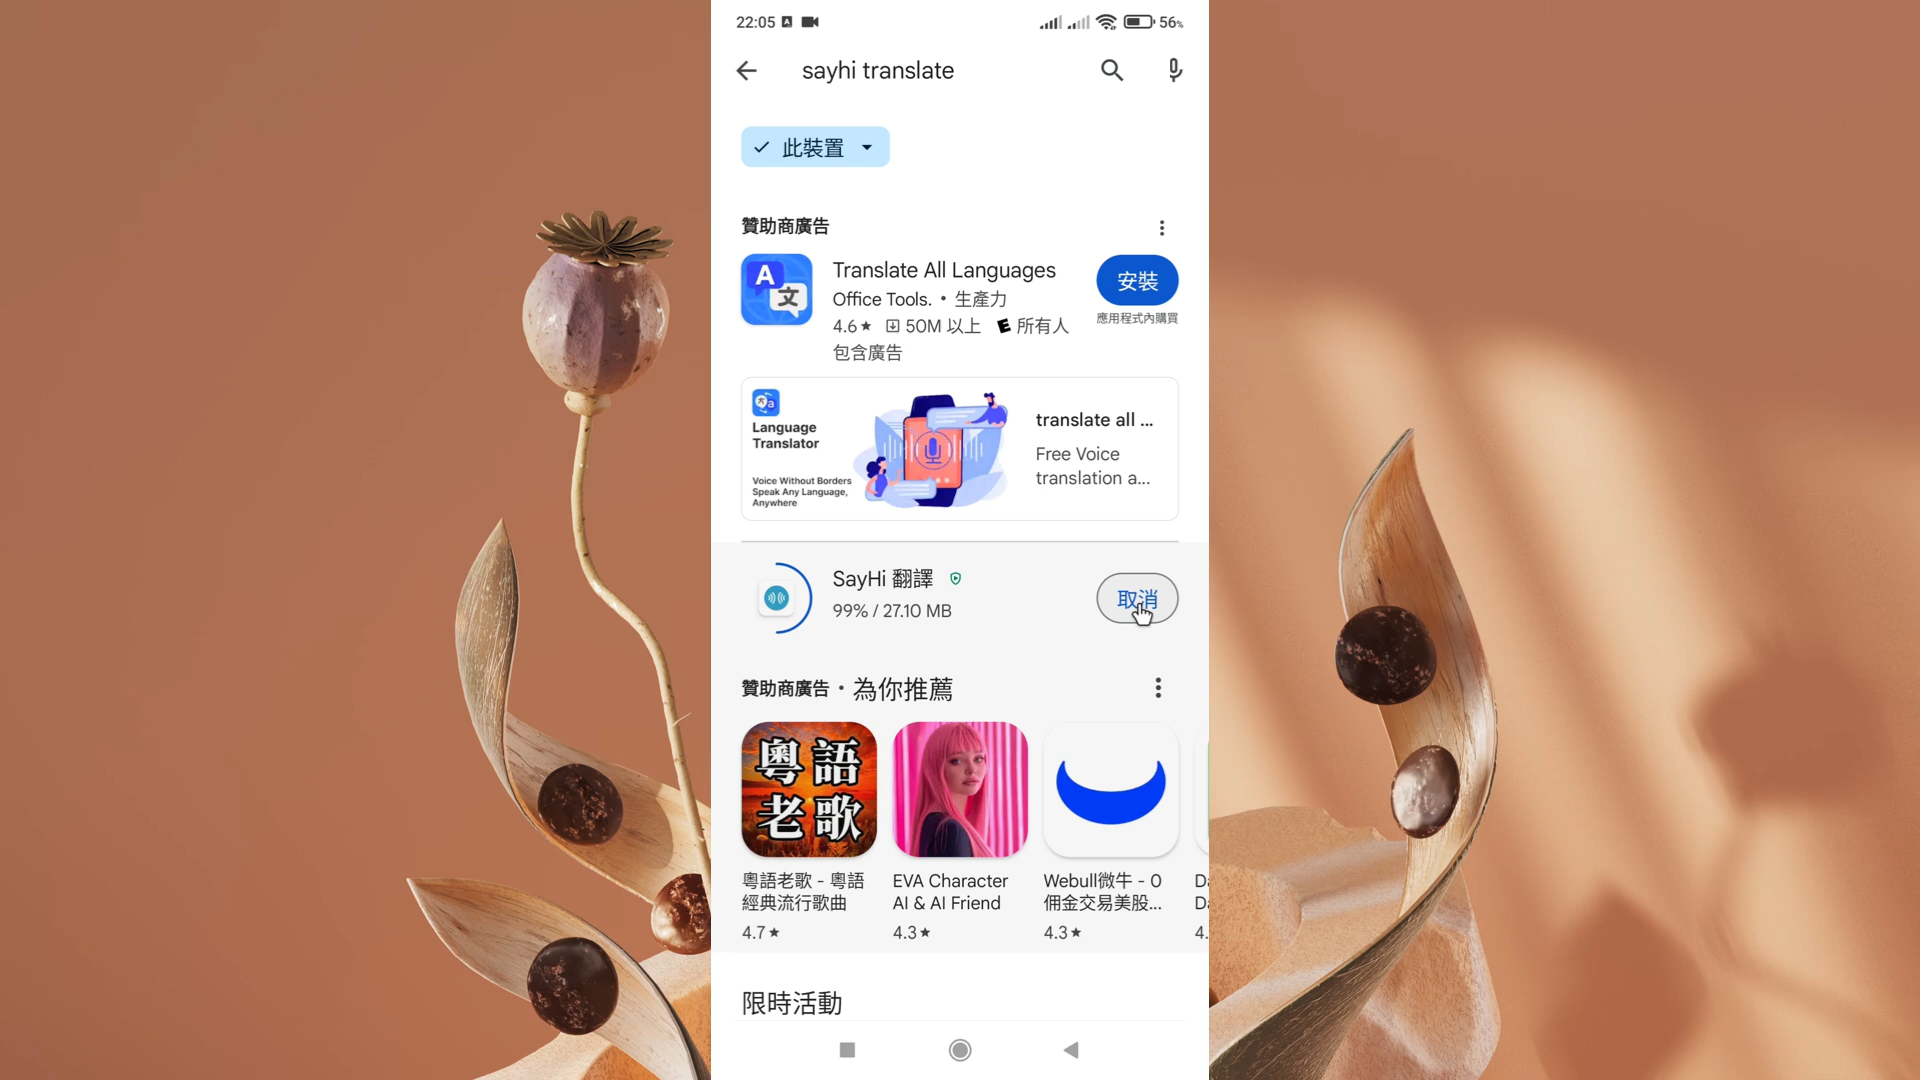 22:05
56%
sayhi translate
此裝置
贊助商廣告
Translate All Languages
Office Tools. • 生產力
4.6★ 50M 以上 所有人
包含廣告
安裝
應用程式內購買
Language
Translator
Voice Without Borders
Speak Any Language,
Anywhere
translate all ...
Free Voice
translation a...
SayHi 翻譯
99% / 27.10 MB
取消
贊助商廣告 • 為你推薦
粵語
老歌
粵語老歌 - 粵語
經典流行歌曲
4.7★
EVA Character
AI & AI Friend
4.3★
Webull微牛 - 0
佣金交易美股...
4.3★
限時活動